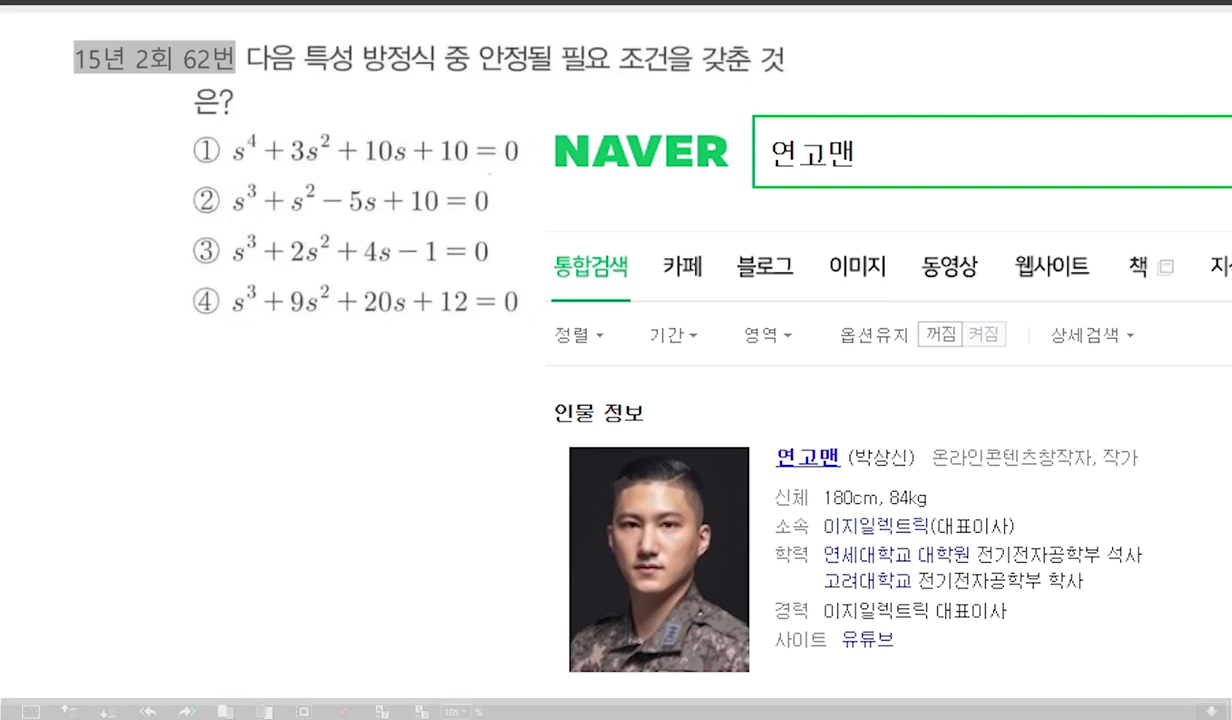 15년 2회 62번 다음 특성 방정식 중 안정될 필요 조건을 갖춘 것
은?
① s⁴ + 3s² + 10s + 10 = 0
② s³ + s² − 5s + 10 = 0
③ s³ + 2s² + 4s − 1 = 0
④ s³ + 9s² + 20s + 12 = 0
NAVER 연고맨
통합검색 카페 블로그 이미지 동영상 웹사이트 책
정렬 기간 영역 옵션유지 꺼짐 켜짐 상세검색
인물 정보
연고맨 (박상신) 온라인콘텐츠창작자, 작가
신체 180cm, 84kg
소속 이지일렉트릭(대표이사)
학력 연세대학교 대학원 전기전자공학부 석사
고려대학교 전기전자공학부 학사
경력 이지일렉트릭 대표이사
사이트 유튜브
105 %